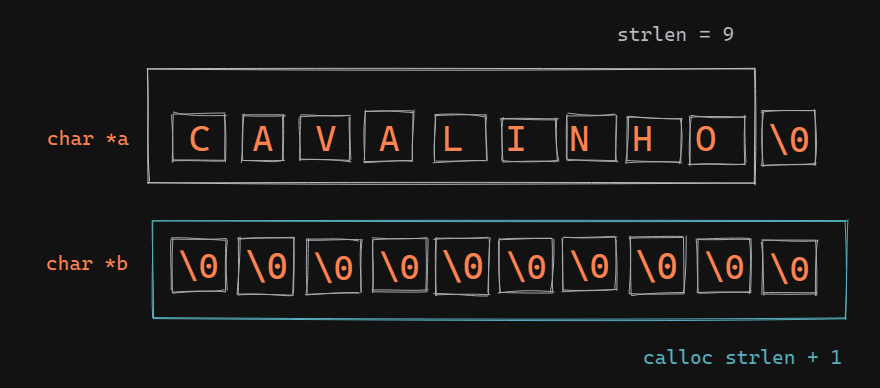 strlen = 9
char *a C A V A L I N H O \0
char *b \0 \0 \0 \0 \0 \0 \0 \0 \0 \0
calloc strlen + 1